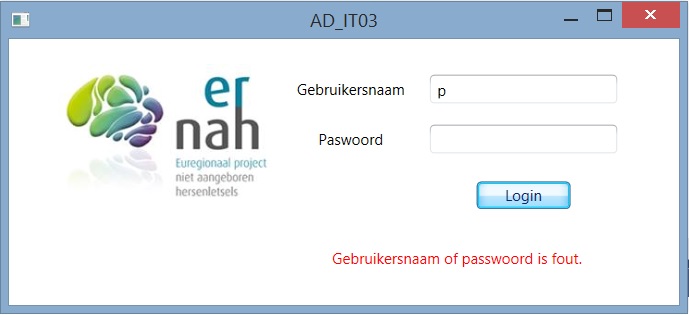 AD_IT03
er
nah
Euregionaal project
niet aangeboren
hersenletsels
Gebruikersnaam
p
Paswoord
Login
Gebruikersnaam of passwoord is fout.